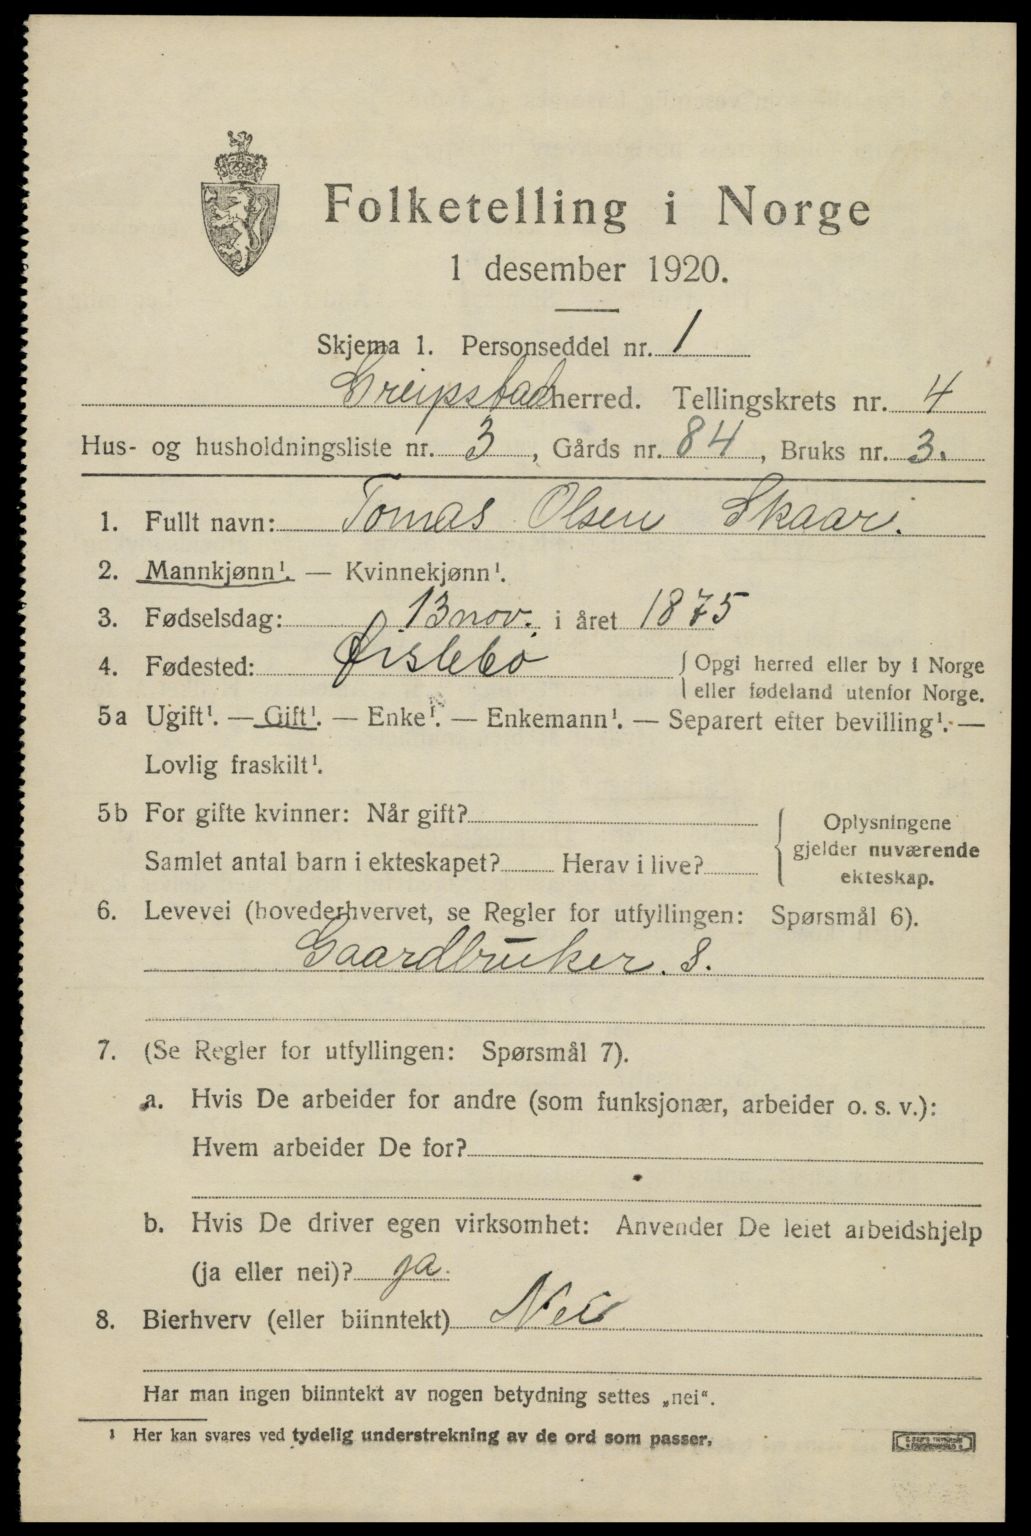 Folketelling i Norge
1 desember 1920.
Skjema 1. Personseddel nr. 1
Greipstad herred. Tellingskrets nr. 4
Hus- og husholdningsliste nr. 3, Gårds nr. 84, Bruks nr. 3.
1. Fullt navn: Tomas Olsen Skaar.
2. Mannkjønn¹. — Kvinnekjønn¹.
3. Fødselsdag: 13 nov. i året 1875
4. Fødested: Øislebø { Opgi herred eller by i Norge
eller fødeland utenfor Norge.
5a Ugift¹. — Gift¹. — Enke¹. — Enkemann¹. — Separert efter bevilling¹. —
Lovlig fraskilt¹.
5b For gifte kvinner: Når gift?
Samlet antal barn i ekteskapet? Herav i live?
{ Oplysningene
gjelder nuværende
ekteskap.
6. Levevei (hovederhvervet, se Regler for utfyllingen: Spørsmål 6).
Gaardbruker. s.
7. (Se Regler for utfyllingen: Spørsmål 7).
a. Hvis De arbeider for andre (som funksjonær, arbeider o. s. v.):
Hvem arbeider De for?
b. Hvis De driver egen virksomhet: Anvender De leiet arbeidshjelp
(ja eller nei)? ja.
8. Bierhverv (eller biinntekt) Nei
Har man ingen biinntekt av nogen betydning settes „nei“.
¹ Her kan svares ved tydelig understrekning av de ord som passer.